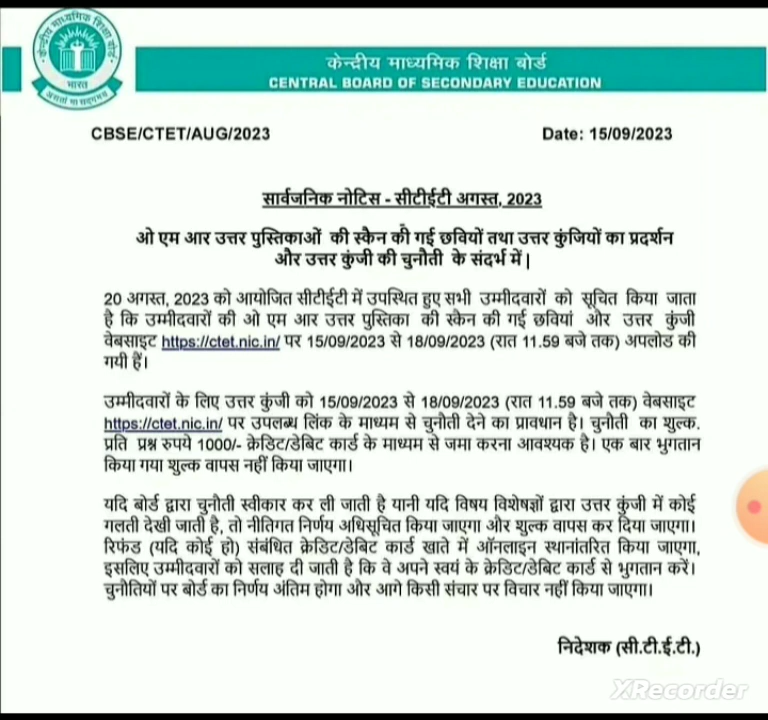 केन्द्रीय माध्यमिक शिक्षा बोर्ड
भारत
असतो मा सद्गमय
केन्द्रीय माध्यमिक शिक्षा बोर्ड
CENTRAL BOARD OF SECONDARY EDUCATION
CBSE/CTET/AUG/2023 Date: 15/09/2023
सार्वजनिक नोटिस - सीटीईटी अगस्त, 2023
ओ एम आर उत्तर पुस्तिकाओं की स्कैन की गई छवियों तथा उत्तर कुंजियों का प्रदर्शन
और उत्तर कुंजी की चुनौती के संदर्भ में |
20 अगस्त, 2023 को आयोजित सीटीईटी में उपस्थित हुए सभी उम्मीदवारों को सूचित किया जाता
है कि उम्मीदवारों की ओ एम आर उत्तर पुस्तिका की स्कैन की गई छवियां और उत्तर कुंजी
वेबसाइट https://ctet.nic.in/ पर 15/09/2023 से 18/09/2023 (रात 11.59 बजे तक) अपलोड की
गयी हैं।
उम्मीदवारों के लिए उत्तर कुंजी को 15/09/2023 से 18/09/2023 (रात 11.59 बजे तक) वेबसाइट
https://ctet.nic.in/ पर उपलब्ध लिंक के माध्यम से चुनौती देने का प्रावधान है। चुनौती का शुल्क.
प्रति प्रश्न रुपये 1000/- क्रेडिट/डेबिट कार्ड के माध्यम से जमा करना आवश्यक है। एक बार भुगतान
किया गया शुल्क वापस नहीं किया जाएगा।
यदि बोर्ड द्वारा चुनौती स्वीकार कर ली जाती है यानी यदि विषय विशेषज्ञों द्वारा उत्तर कुंजी में कोई
गलती देखी जाती है, तो नीतिगत निर्णय अधिसूचित किया जाएगा और शुल्क वापस कर दिया जाएगा।
रिफंड (यदि कोई हो) संबंधित क्रेडिट/डेबिट कार्ड खाते में ऑनलाइन स्थानांतरित किया जाएगा,
इसलिए उम्मीदवारों को सलाह दी जाती है कि वे अपने स्वयं के क्रेडिट/डेबिट कार्ड से भुगतान करें।
चुनौतियों पर बोर्ड का निर्णय अंतिम होगा और आगे किसी संचार पर विचार नहीं किया जाएगा।
निदेशक (सी.टी.ई.टी.)
XRecorder